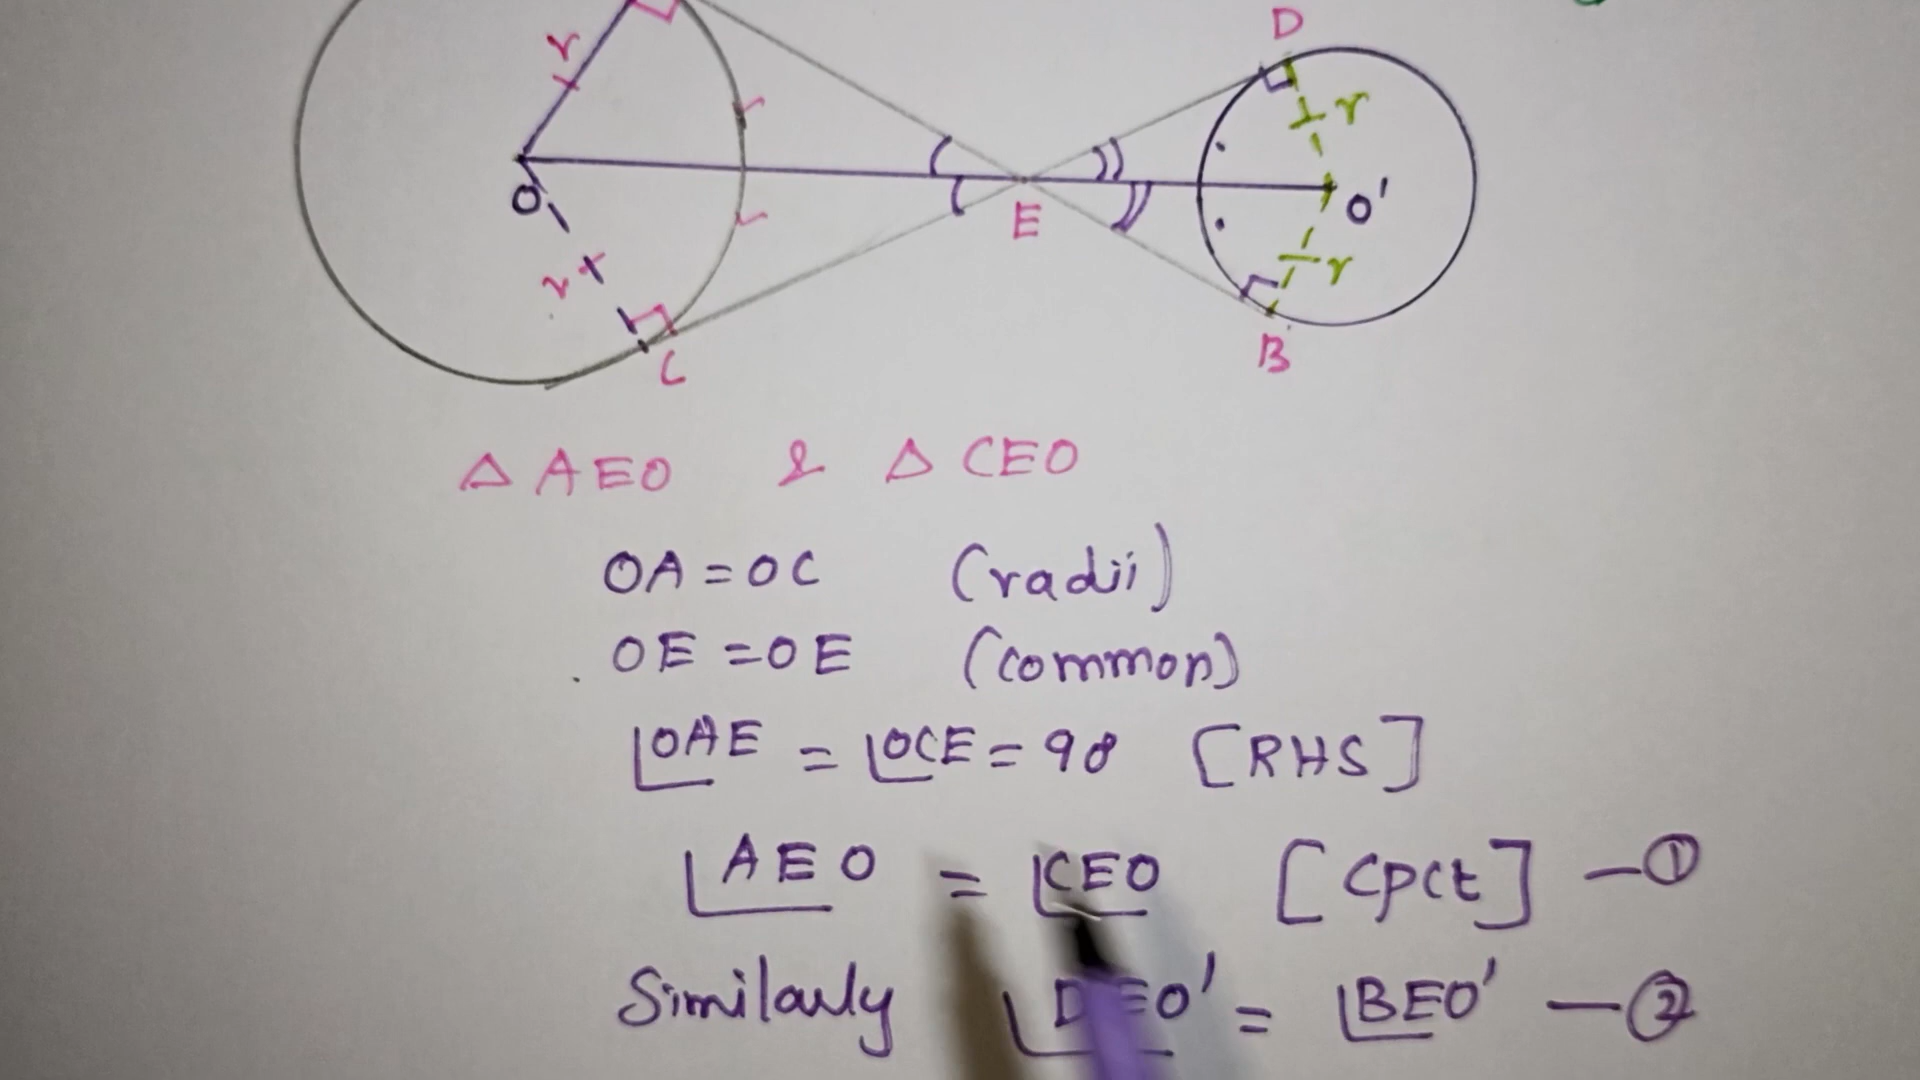 D
r
r
O
E
O'
r
r
C
B
△ AEO & △ CEO
OA = OC (radii)
OE = OE (common)
∠OAE = ∠OCE = 90 [RHS]
∠AEO = ∠CEO [cpct] — ①
Similarly ∠DEO' = ∠BEO' — ②